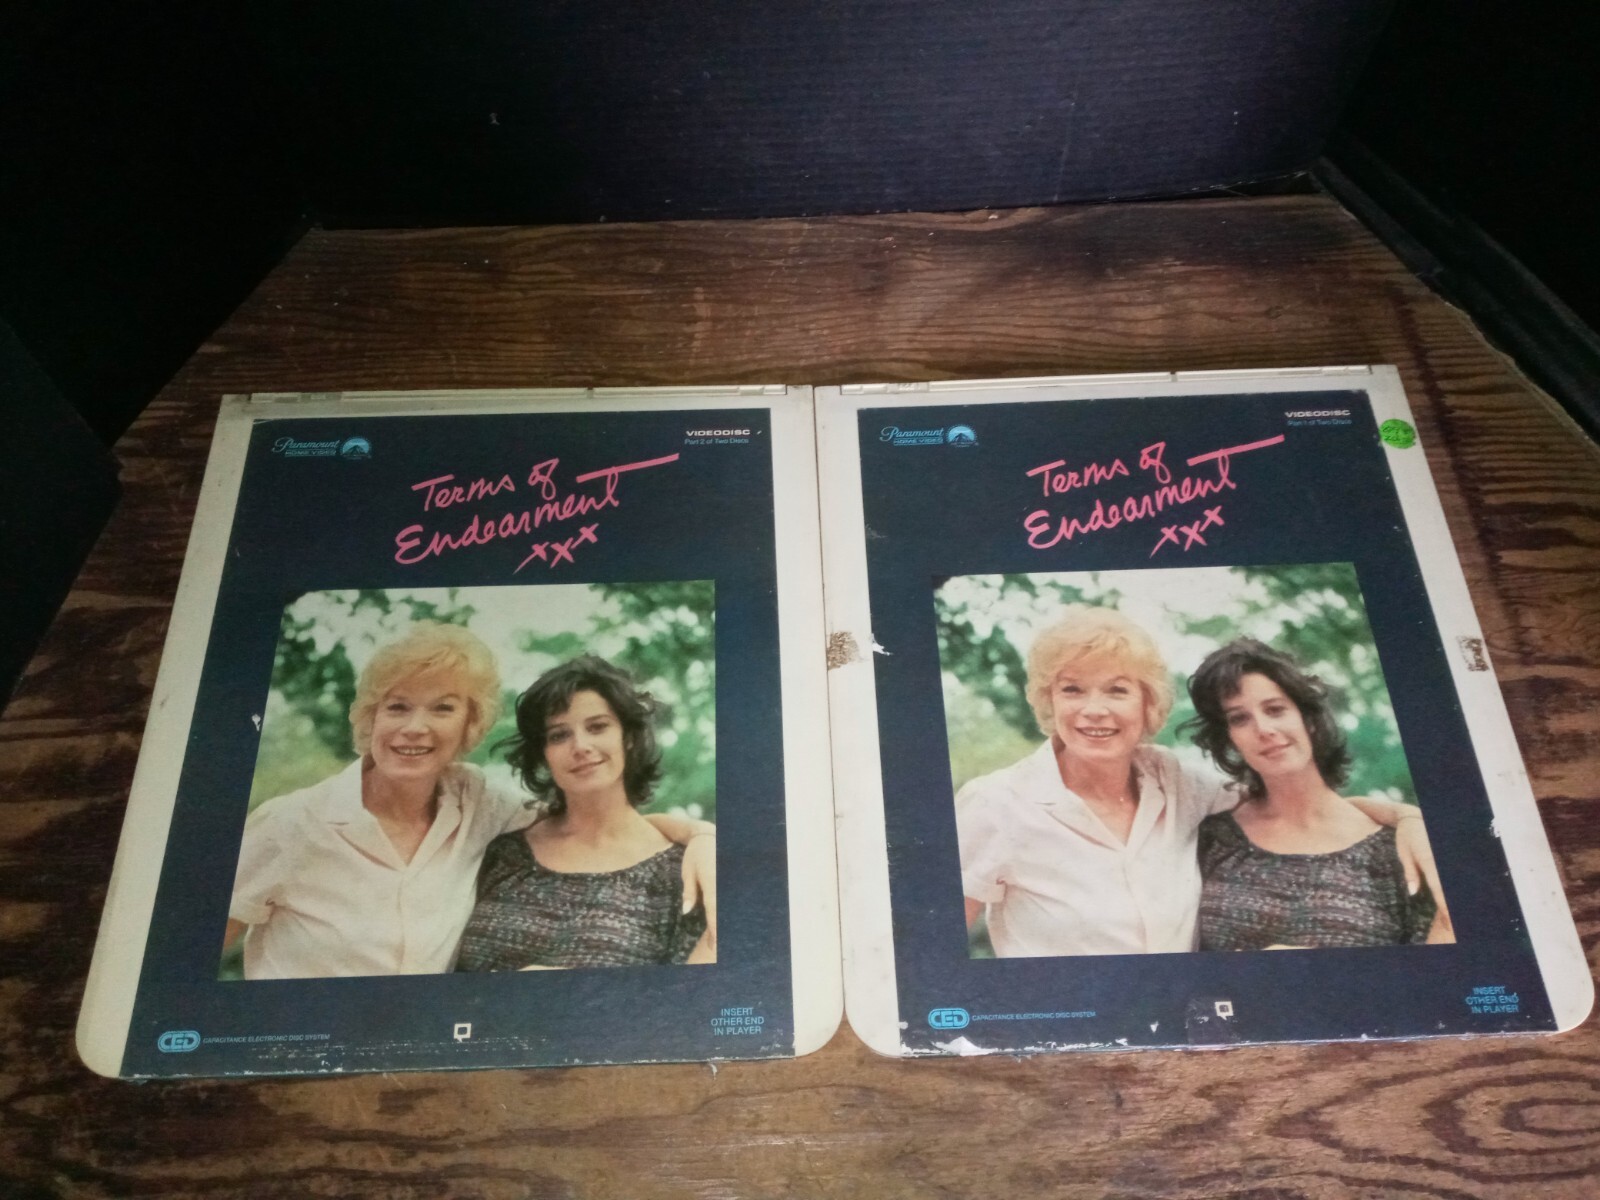 Paramount
HOME VIDEO
VIDEODISC
Part 2 of Two Discs
Terms of
Endearment
xxx
CED
CAPACITANCE ELECTRONIC DISC SYSTEM
INSERT
OTHER END
IN PLAYER
Paramount
HOME VIDEO
VIDEODISC
Part 1 of Two Discs
Terms of
Endearment
xxx
CED
CAPACITANCE ELECTRONIC DISC SYSTEM
INSERT
OTHER END
IN PLAYER